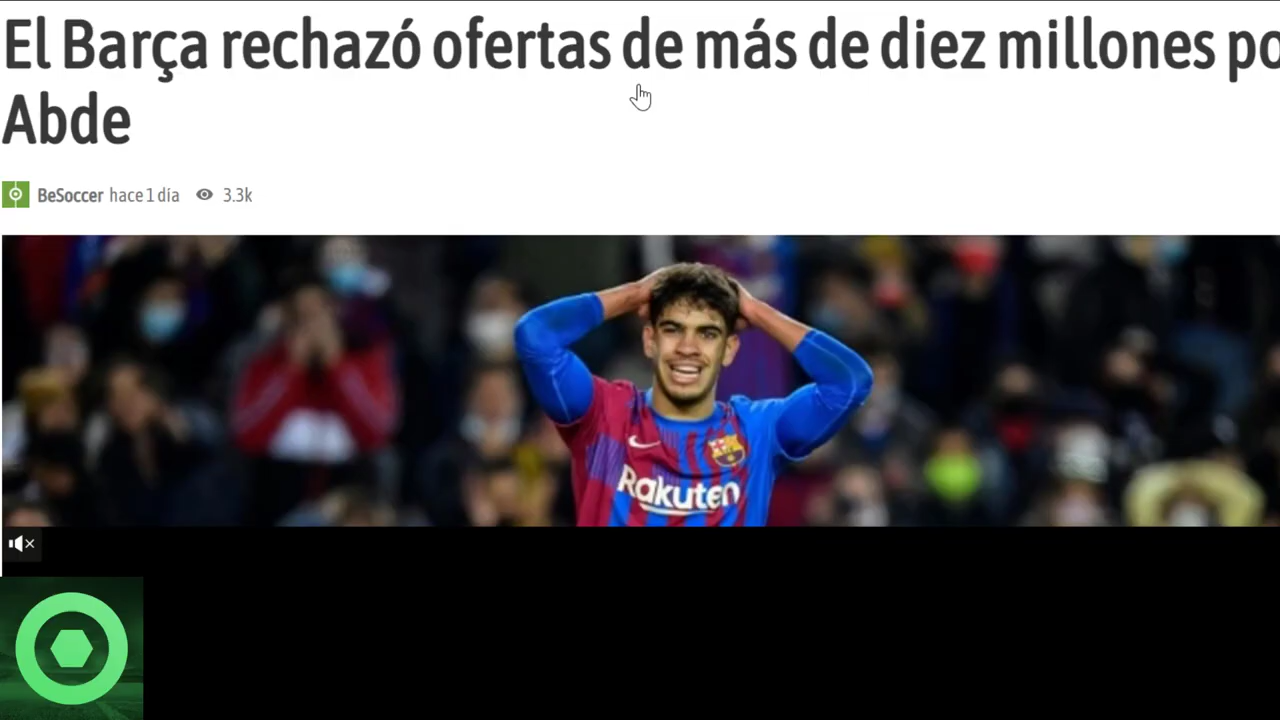 El Barça rechazó ofertas de más de diez millones po
Abde
BeSoccer hace 1 día 3.3k
Rakuten